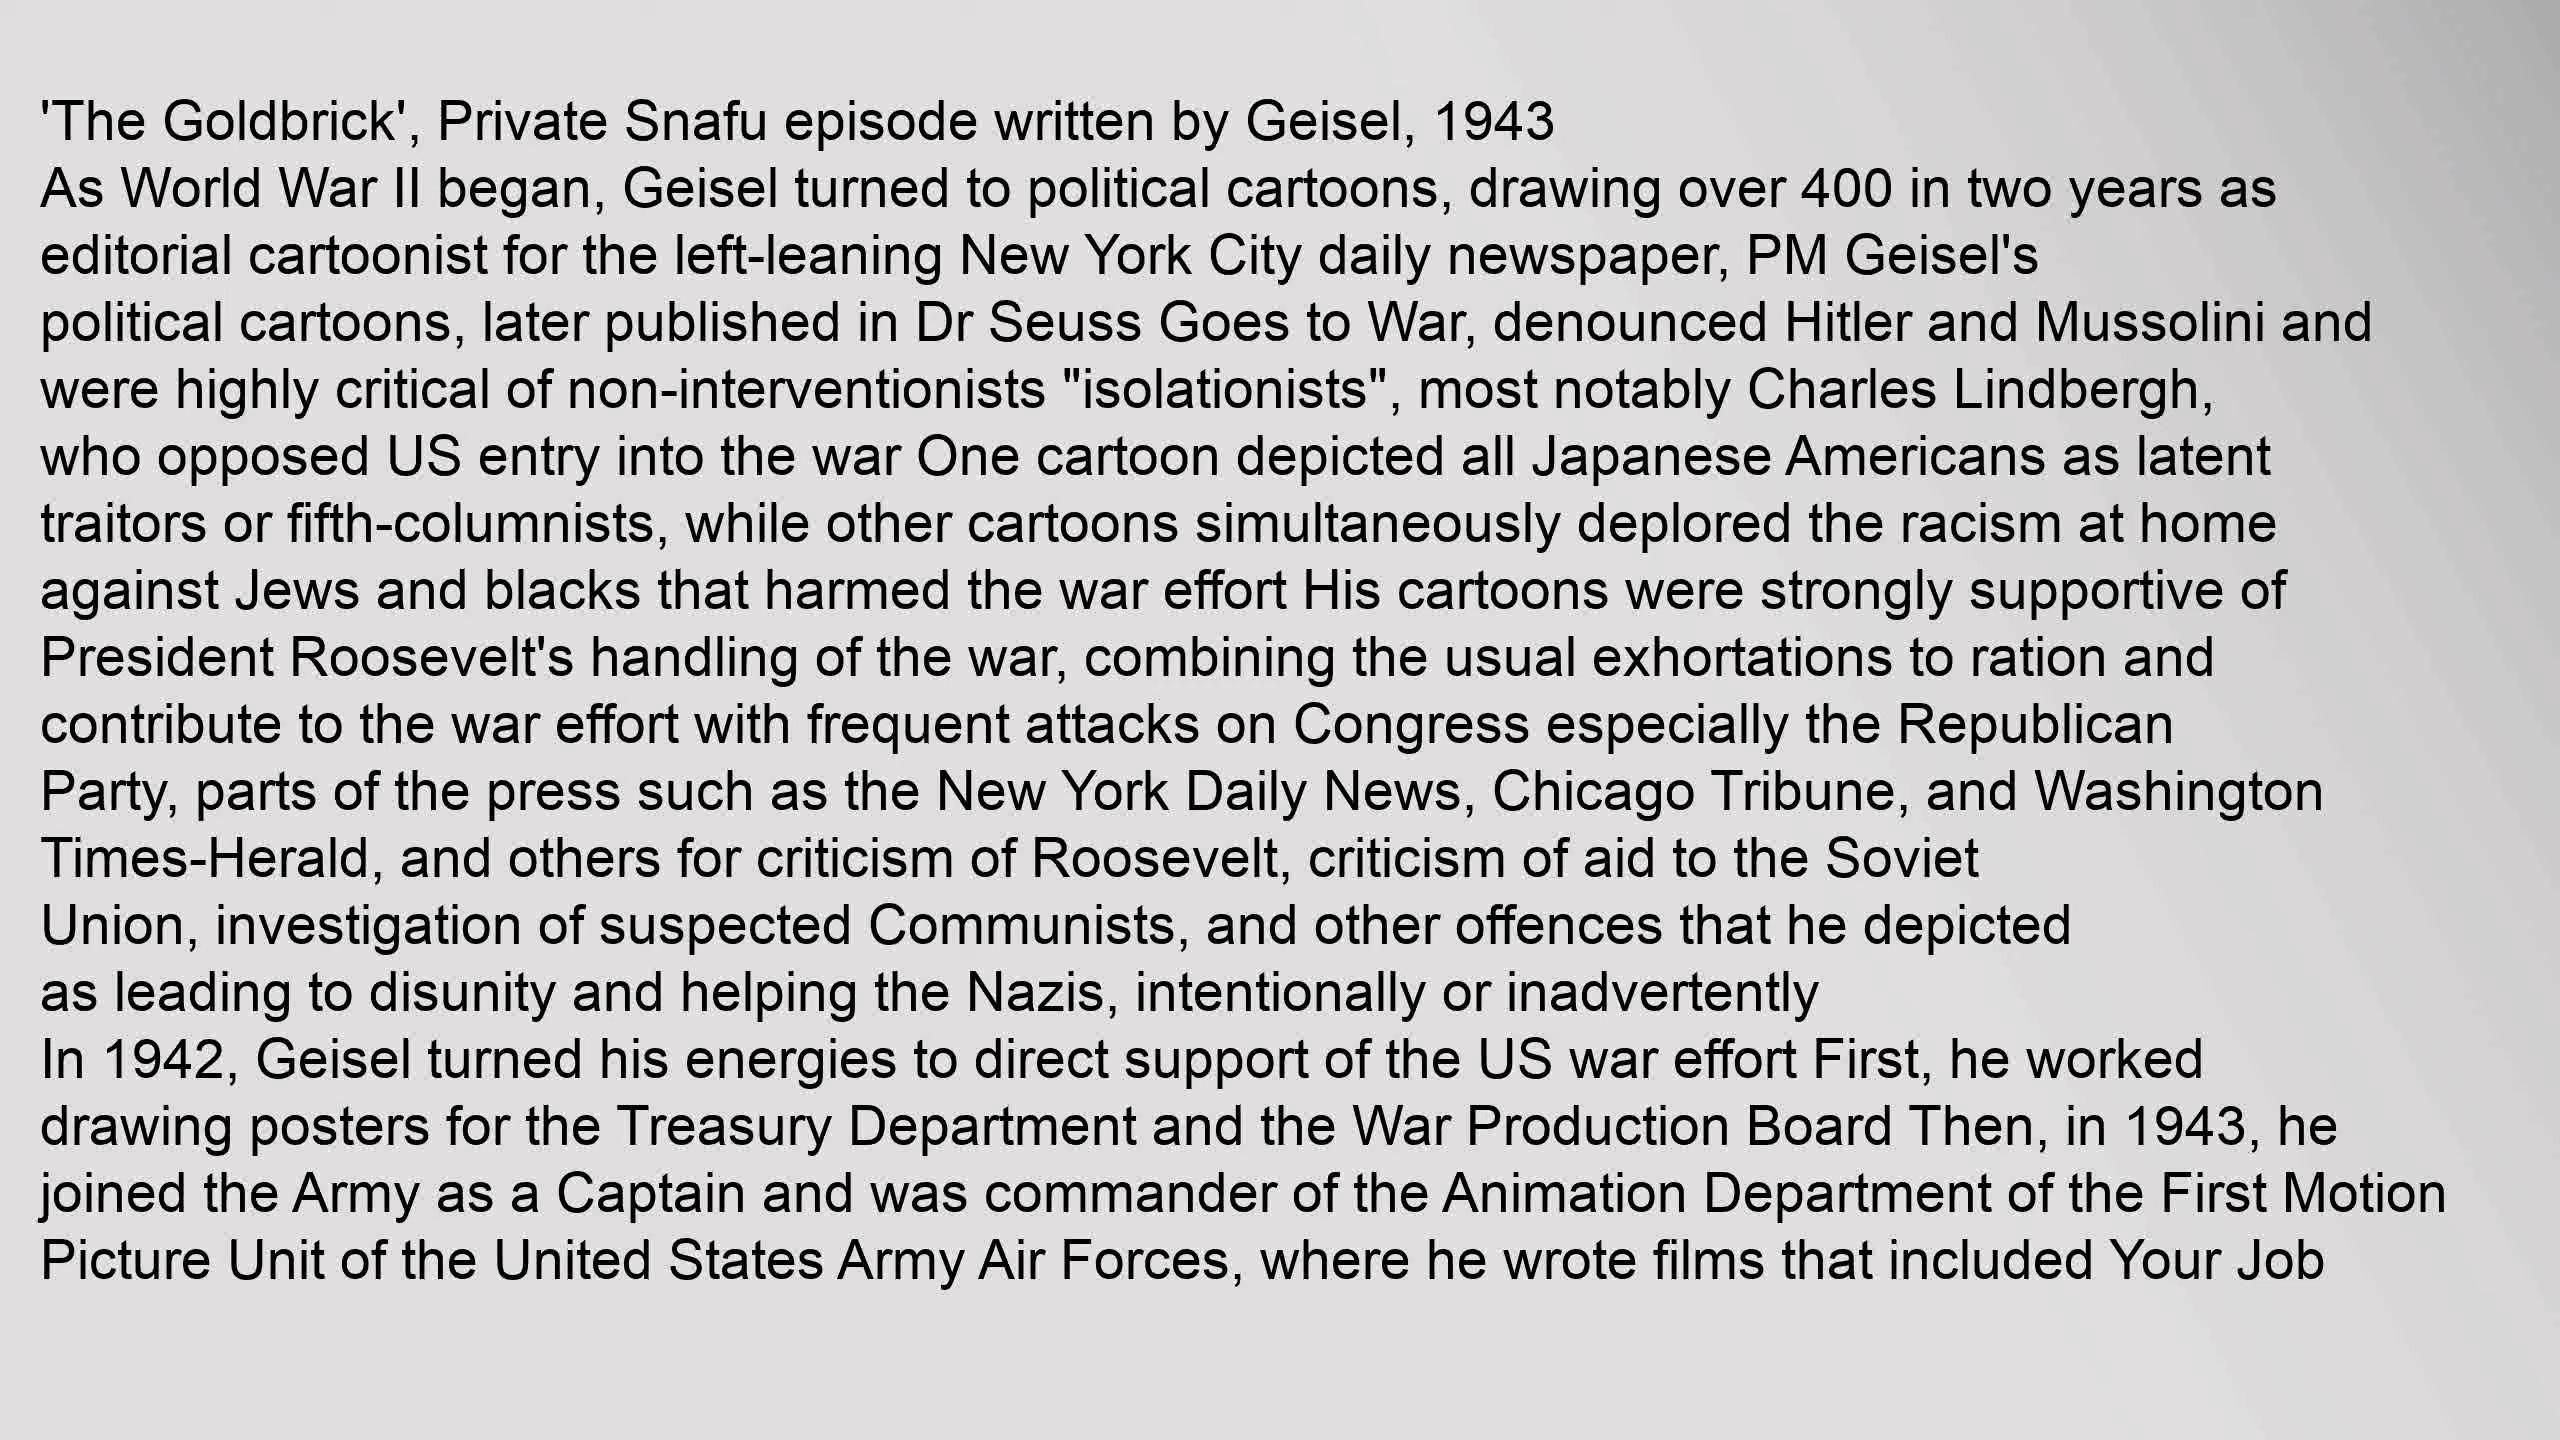 'The Goldbrick', Private Snafu episode written by Geisel, 1943
As World War II began, Geisel turned to political cartoons, drawing over 400 in two years as
editorial cartoonist for the left-leaning New York City daily newspaper, PM Geisel's
political cartoons, later published in Dr Seuss Goes to War, denounced Hitler and Mussolini and
were highly critical of non-interventionists "isolationists", most notably Charles Lindbergh,
who opposed US entry into the war One cartoon depicted all Japanese Americans as latent
traitors or fifth-columnists, while other cartoons simultaneously deplored the racism at home
against Jews and blacks that harmed the war effort His cartoons were strongly supportive of
President Roosevelt's handling of the war, combining the usual exhortations to ration and
contribute to the war effort with frequent attacks on Congress especially the Republican
Party, parts of the press such as the New York Daily News, Chicago Tribune, and Washington
Times-Herald, and others for criticism of Roosevelt, criticism of aid to the Soviet
Union, investigation of suspected Communists, and other offences that he depicted
as leading to disunity and helping the Nazis, intentionally or inadvertently
In 1942, Geisel turned his energies to direct support of the US war effort First, he worked
drawing posters for the Treasury Department and the War Production Board Then, in 1943, he
joined the Army as a Captain and was commander of the Animation Department of the First Motion
Picture Unit of the United States Army Air Forces, where he wrote films that included Your Job